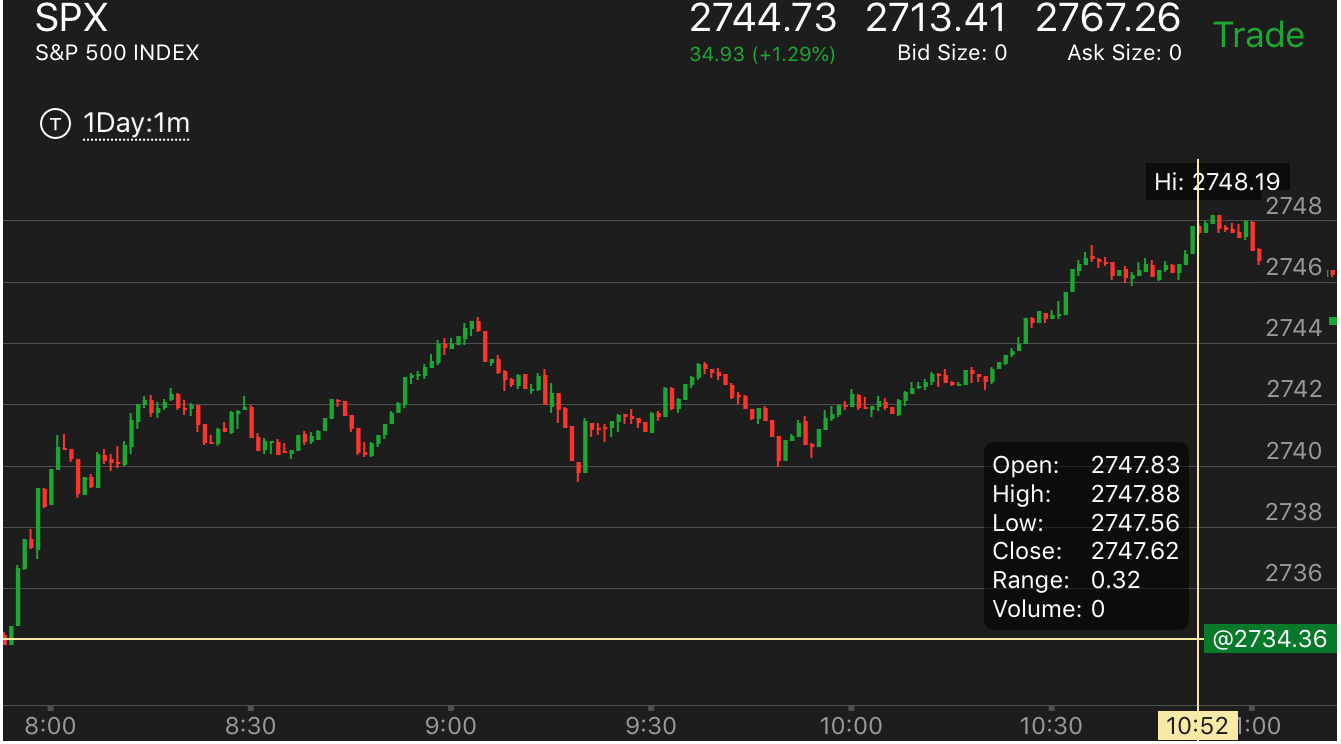 SPX
S&P 500 INDEX
2744.73
34.93 (+1.29%)
2713.41
Bid Size: 0
2767.26
Ask Size: 0
Trade
T 1Day:1m
Hi: 2748.19
2748
2746
2744
2742
2740
2738
2736
Open: 2747.83
High: 2747.88
Low: 2747.56
Close: 2747.62
Range: 0.32
Volume: 0
@2734.36
8:00 8:30 9:00 9:30 10:00 10:30 10:52 1:00